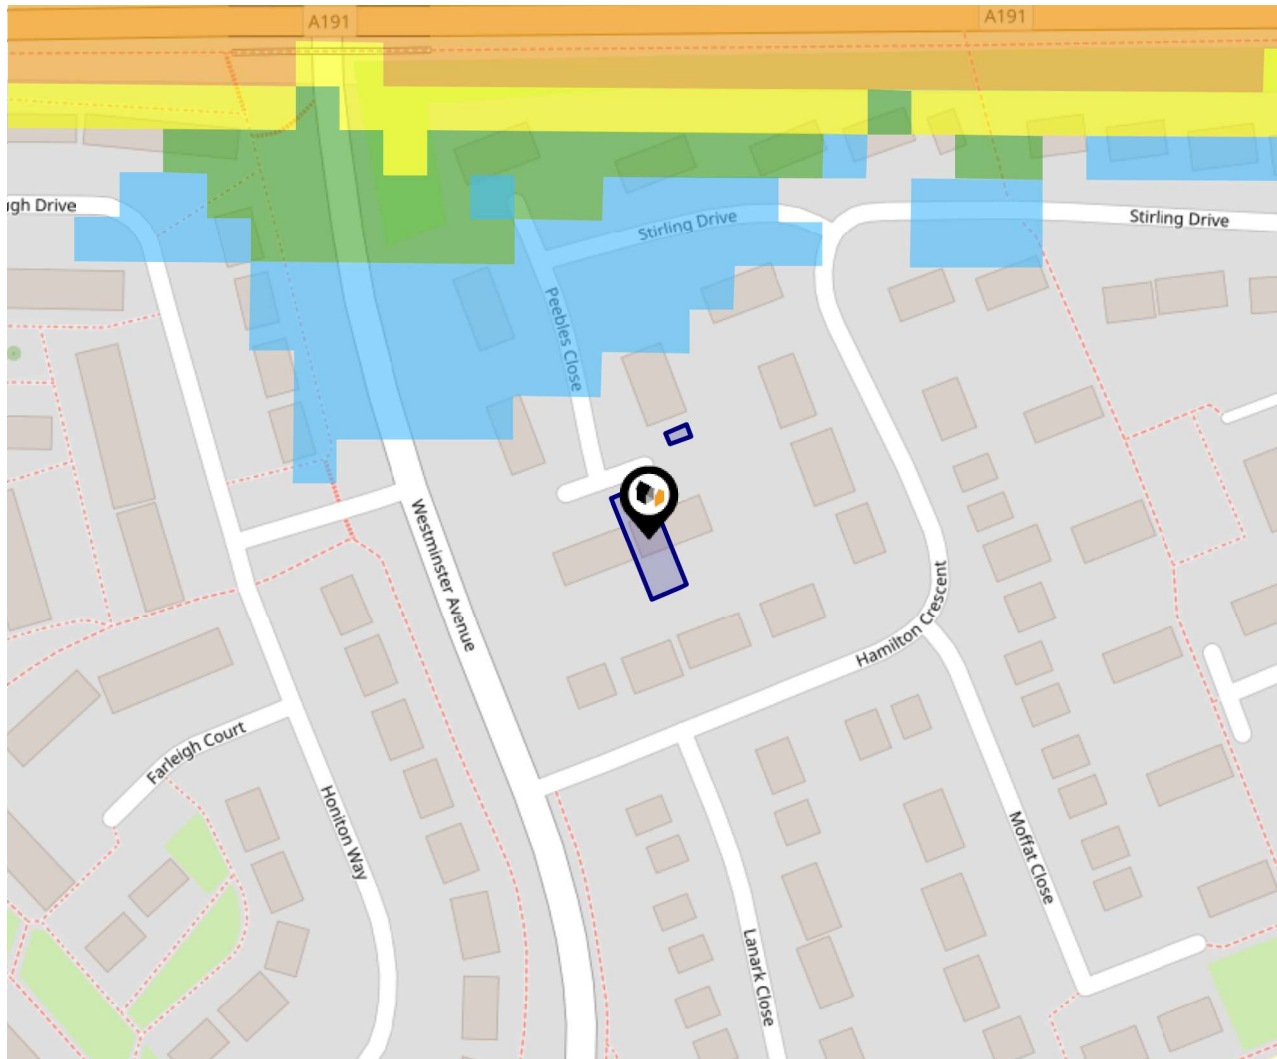 A191
A191
ugh Drive
Stirling Drive
Stirling Drive
Peebles Close
Westminster Avenue
Hamilton Crescent
Farleigh Court
Honiton Way
Moffat Close
Lanark Close